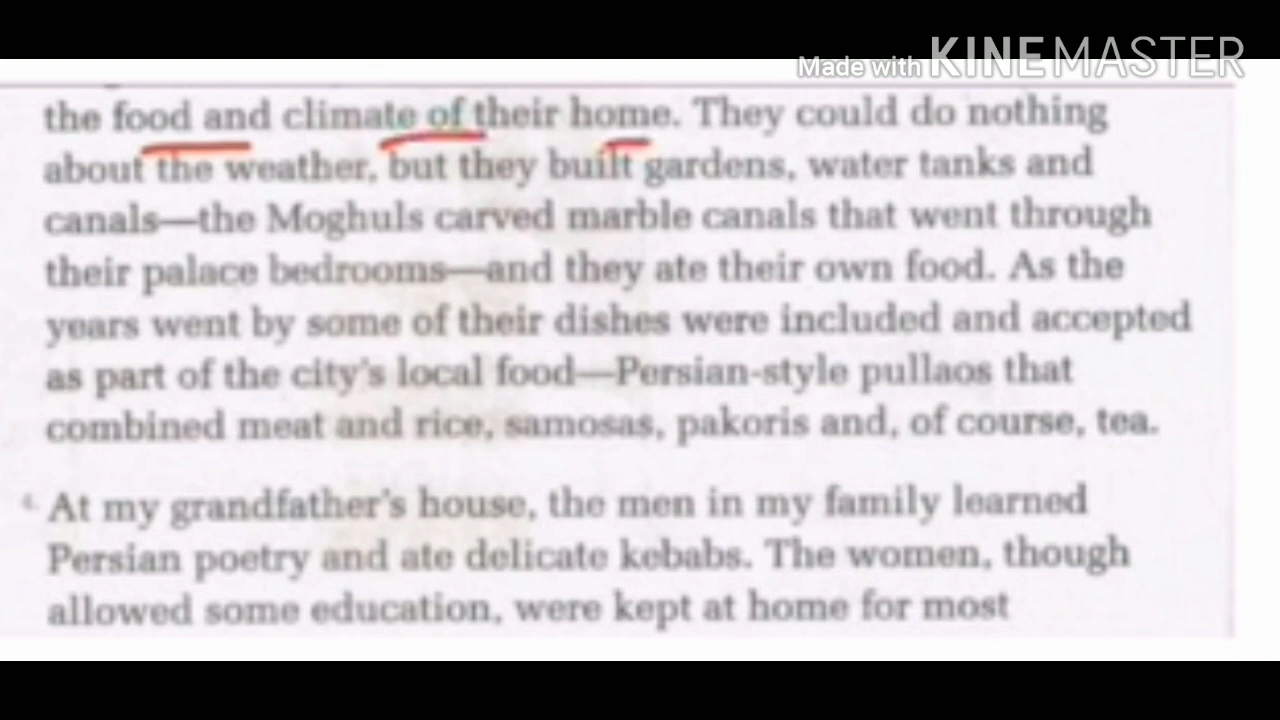 Made with KINEMASTER
the food and climate of their home. They could do nothing
about the weather, but they built gardens, water tanks and
canals—the Moghuls carved marble canals that went through
their palace bedrooms—and they ate their own food. As the
years went by some of their dishes were included and accepted
as part of the city's local food—Persian-style pullaos that
combined meat and rice, samosas, pakoris and, of course, tea.
At my grandfather's house, the men in my family learned
Persian poetry and ate delicate kebabs. The women, though
allowed some education, were kept at home for most